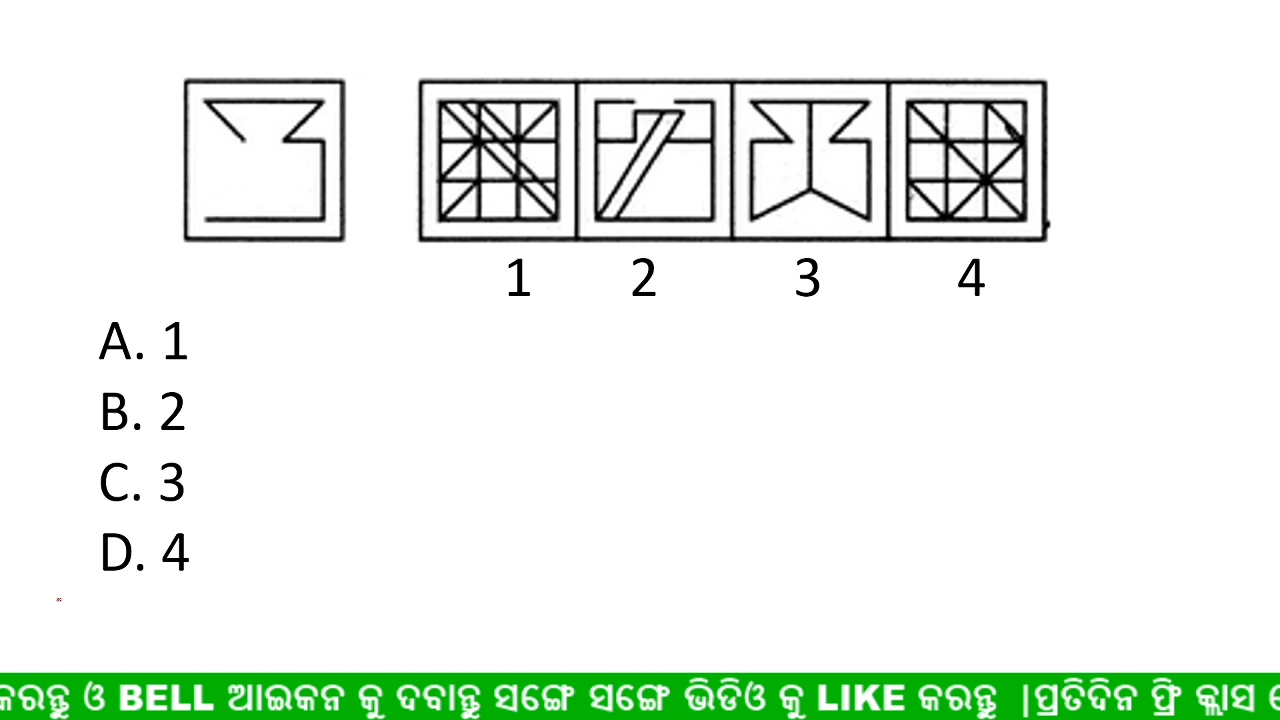 1 2 3 4
A. 1
B. 2
C. 3
D. 4
କରନ୍ତୁ ଓ BELL ଆଇକନ କୁ ଦବାନ୍ତୁ ସଙ୍ଗେ ସଙ୍ଗେ ଭିଡିଓ କୁ LIKE କରନ୍ତୁ |ପ୍ରତିଦିନ ଫ୍ରି କ୍ଲାସ